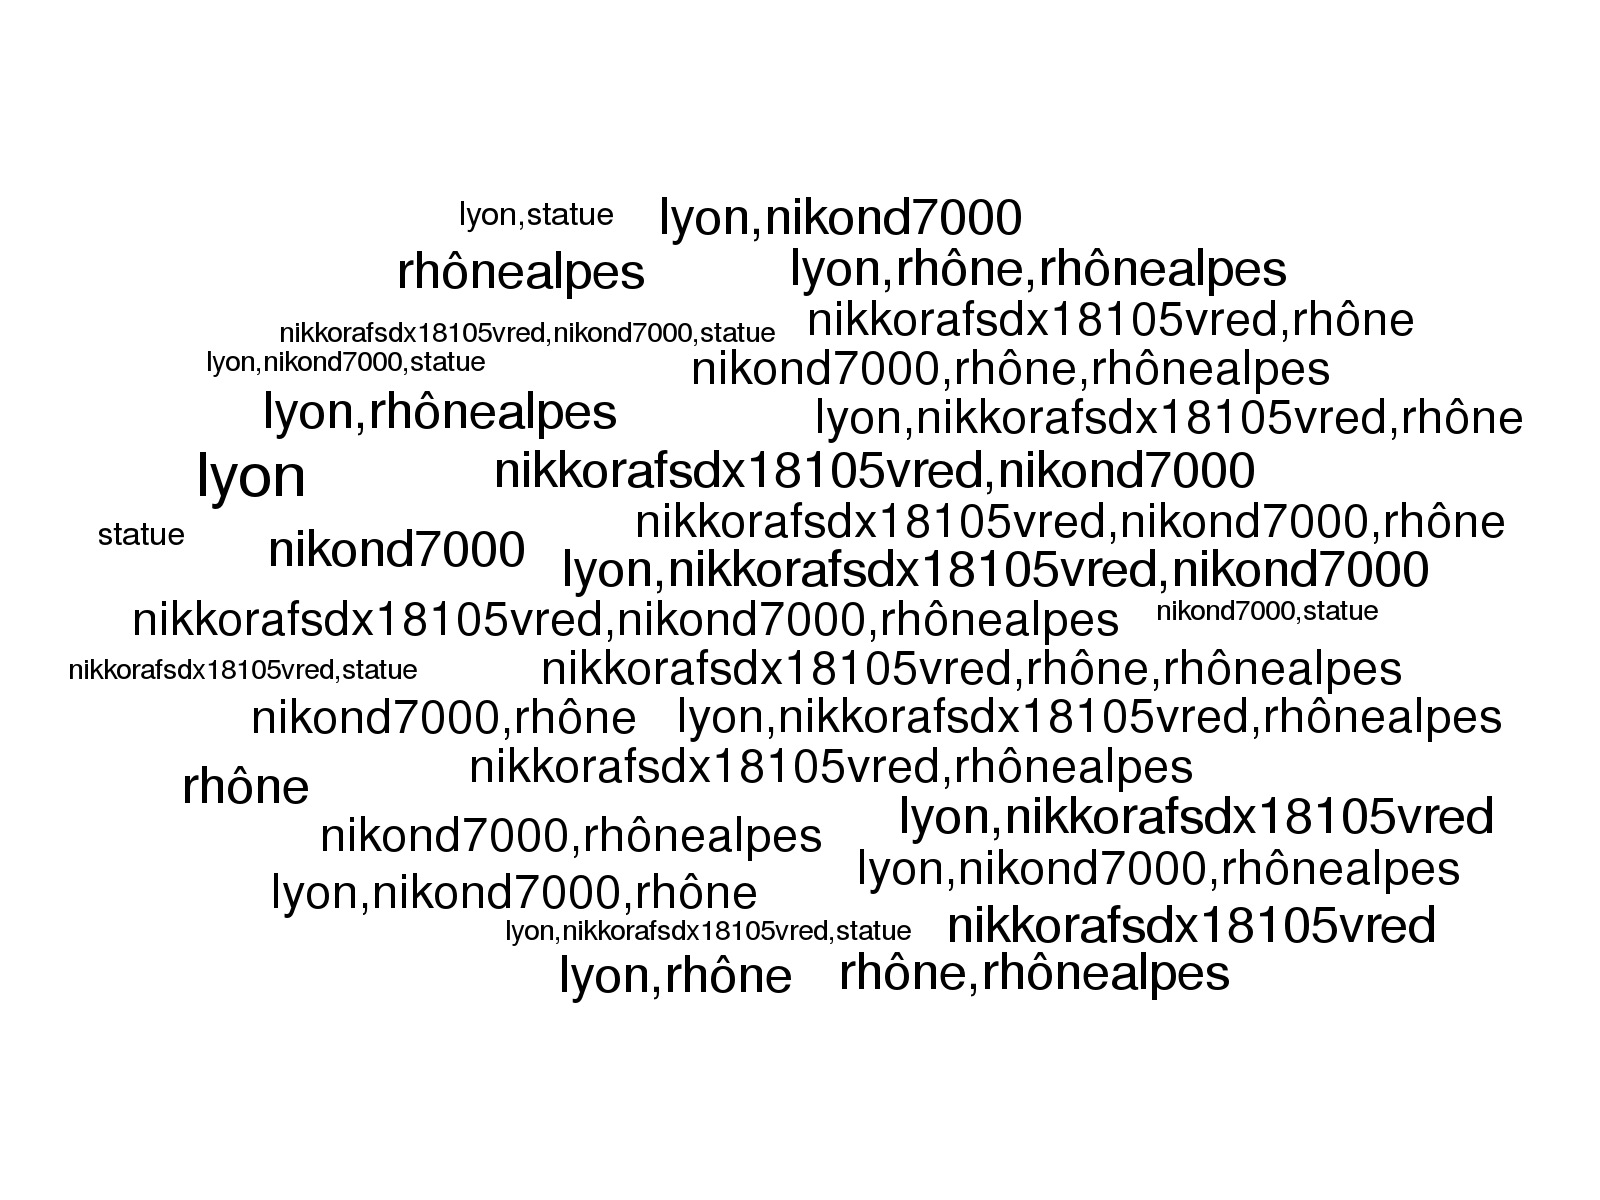 lyon,statue
lyon,nikond7000
rhônealpes
lyon,rhône,rhônealpes
nikkorafsdx18105vred,nikond7000,statue
nikkorafsdx18105vred,rhône
lyon,nikond7000,statue
nikond7000,rhône,rhônealpes
lyon,rhônealpes
lyon,nikkorafsdx18105vred,rhône
lyon
nikkorafsdx18105vred,nikond7000
statue
nikkorafsdx18105vred,nikond7000,rhône
nikond7000
lyon,nikkorafsdx18105vred,nikond7000
nikkorafsdx18105vred,nikond7000,rhônealpes
nikond7000,statue
nikkorafsdx18105vred,statue
nikkorafsdx18105vred,rhône,rhônealpes
nikond7000,rhône
lyon,nikkorafsdx18105vred,rhônealpes
nikkorafsdx18105vred,rhônealpes
rhône
lyon,nikkorafsdx18105vred
nikond7000,rhônealpes
lyon,nikond7000,rhônealpes
lyon,nikond7000,rhône
lyon,nikkorafsdx18105vred,statue
nikkorafsdx18105vred
lyon,rhône
rhône,rhônealpes